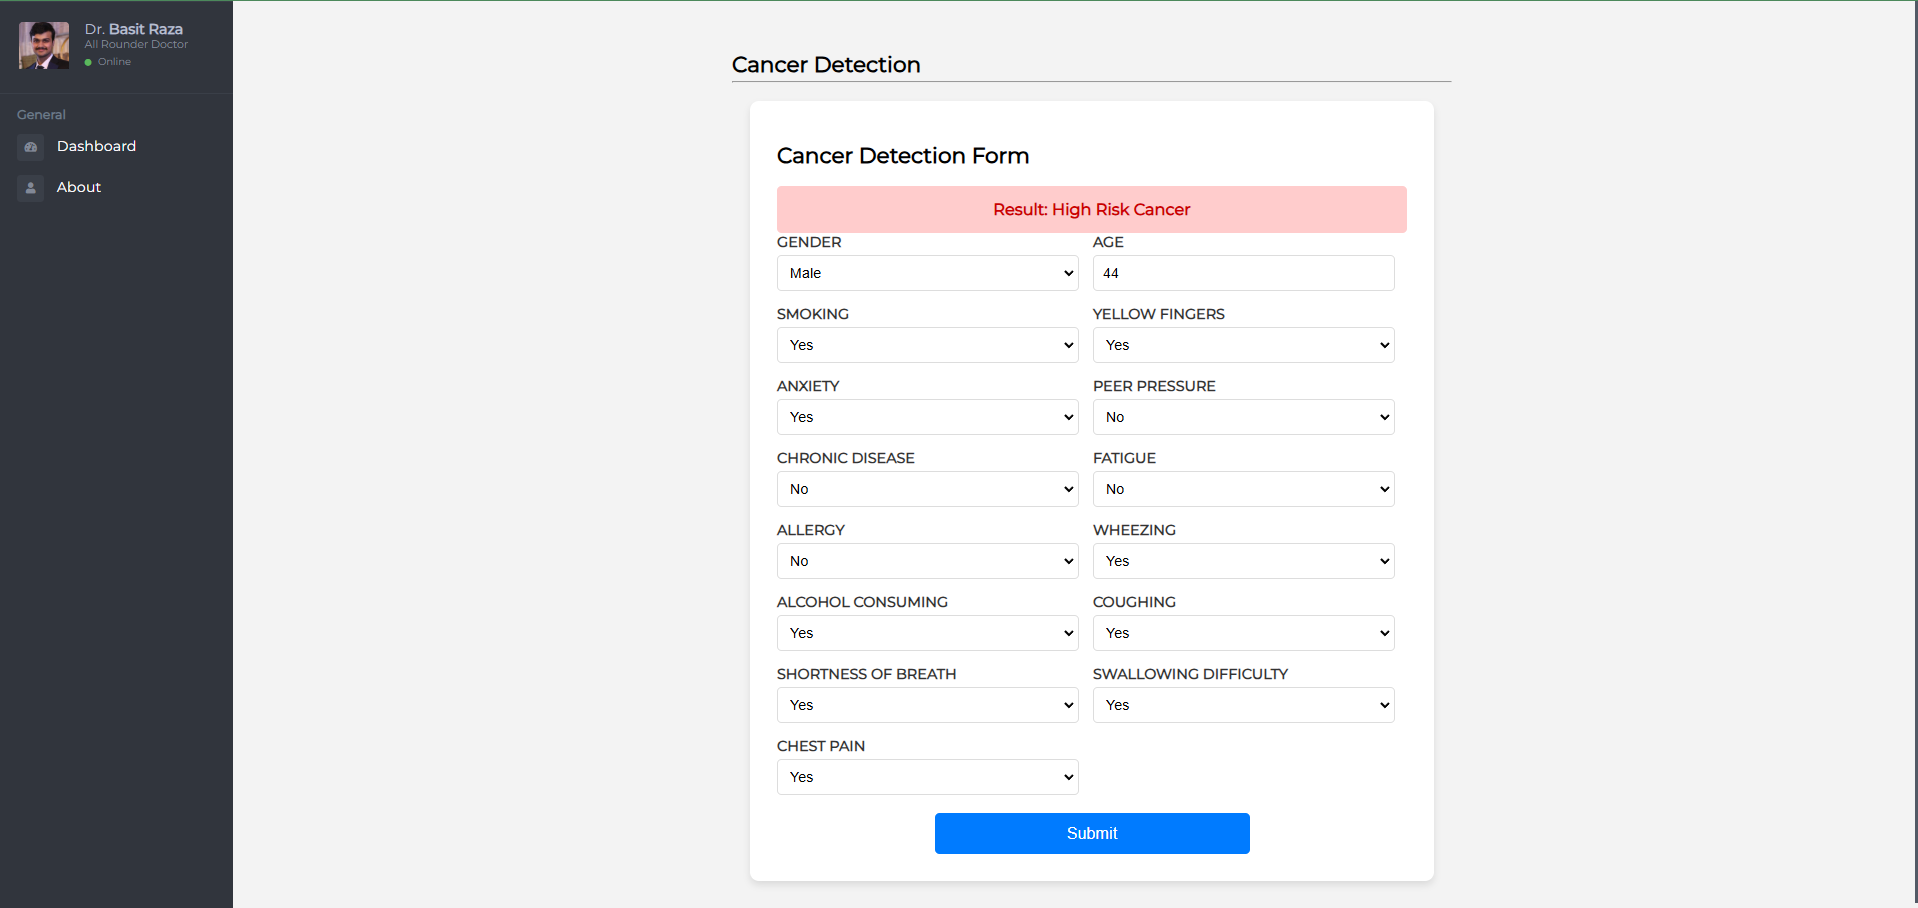 Dr. Basit Raza
All Rounder Doctor
Online
General
Dashboard
About
Cancer Detection
Cancer Detection Form
Result: High Risk Cancer
GENDER
Male
AGE
44
SMOKING
Yes
YELLOW FINGERS
Yes
ANXIETY
Yes
PEER PRESSURE
No
CHRONIC DISEASE
No
FATIGUE
No
ALLERGY
No
WHEEZING
Yes
ALCOHOL CONSUMING
Yes
COUGHING
Yes
SHORTNESS OF BREATH
Yes
SWALLOWING DIFFICULTY
Yes
CHEST PAIN
Yes
Submit